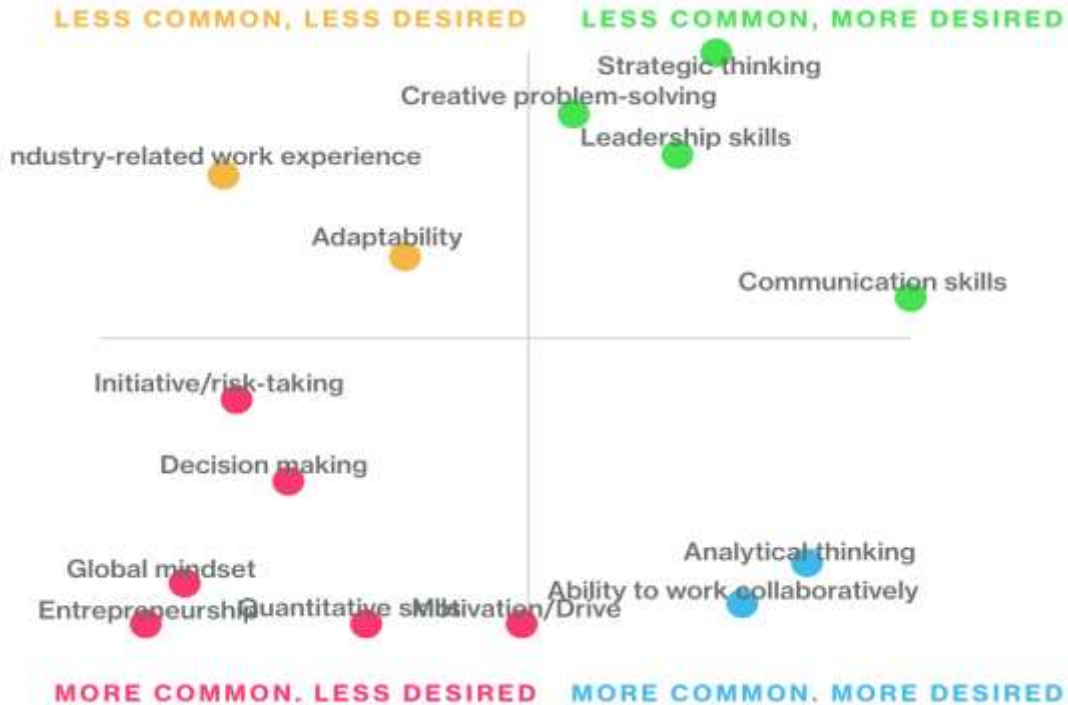 LESS COMMON, LESS DESIRED
LESS COMMON, MORE DESIRED
Strategic thinking
Creative problem-solving
Leadership skills
ndustry-related work experience
Adaptability
Communication skills
Initiative/risk-taking
Decision making
Analytical thinking
Global mindset
Ability to work collaboratively
Entrepreneurship
Quantitative skills
Motivation/Drive
MORE COMMON. LESS DESIRED
MORE COMMON. MORE DESIRED